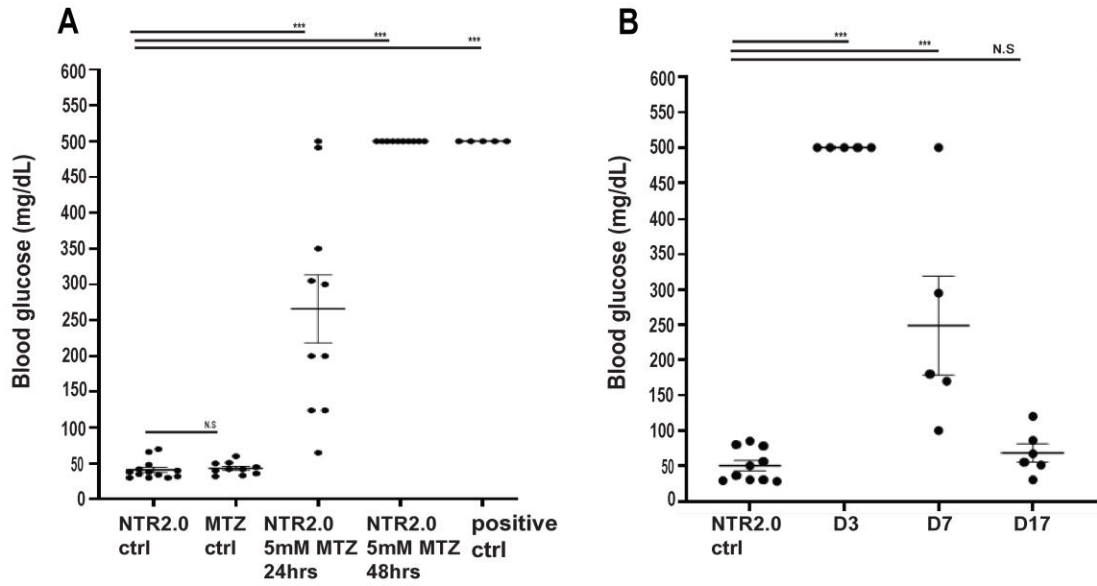 A
***
***
***
600
550
500
450
400
350
300
250
200
150
100
50
0
Blood glucose (mg/dL)
N.S
NTR2.0
ctrl
MTZ
ctrl
NTR2.0
5mM MTZ
24hrs
NTR2.0
5mM MTZ
48hrs
positive
ctrl
B
***
***
N.S
600
550
500
450
400
350
300
250
200
150
100
50
0
Blood glucose (mg/dL)
NTR2.0
ctrl
D3
D7
D17